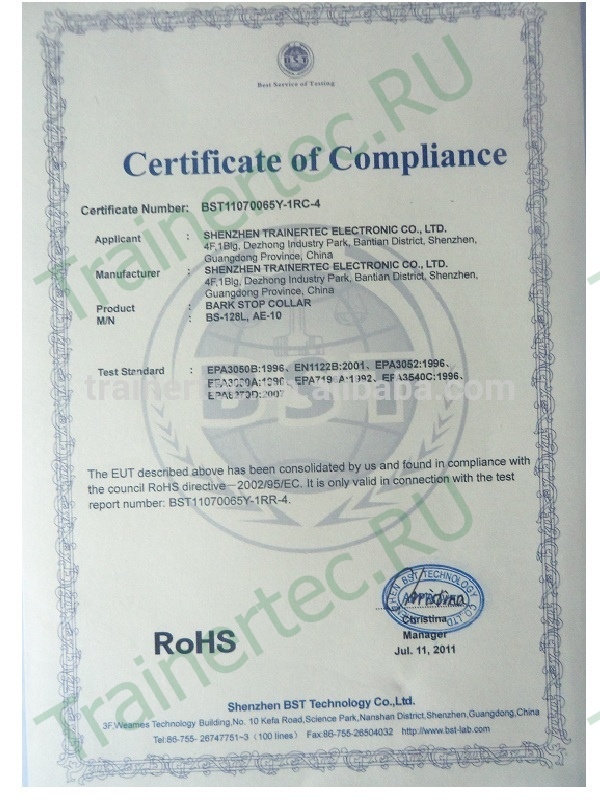 BST
Best Service of Testing
Certificate of Compliance
Certificate Number: BST11070065Y-1RC-4
Applicant : SHENZHEN TRAINERTEC ELECTRONIC CO., LTD.
4F,1Blg, Dezhong Industry Park, Bantian District, Shenzhen,
Guangdong Province, China
Manufacturer : SHENZHEN TRAINERTEC ELECTRONIC CO., LTD.
4F,1Blg, Dezhong Industry Park, Bantian District, Shenzhen,
Guangdong Province, China
Product : BARK STOP COLLAR
M/N : BS-128L, AE-10
Test Standard : EPA3050B:1996、EN1122B:2001、EPA3052:1996、
EPA7196A:1992、EPA3540C:1996、
BST
The EUT described above has been consolidated by us and found in compliance with
the council RoHS directive—2002/95/EC. It is only valid in connection with the test
report number: BST11070065Y-1RR-4.
SHENZHEN BST TECHNOLOGY CO.,LTD
Christina
Manager
Jul. 11, 2011
RoHS
Shenzhen BST Technology Co.,Ltd.
3F,Weames Technology Building,No. 10 Kefa Road,Science Park,Nanshan District,Shenzhen,Guangdong,China
Tel:86-755- 26747751~3 (100 lines) Fax:86-755-26504032 http://www.bst-lab.com
Trainertec.RU
Trainertec.RU